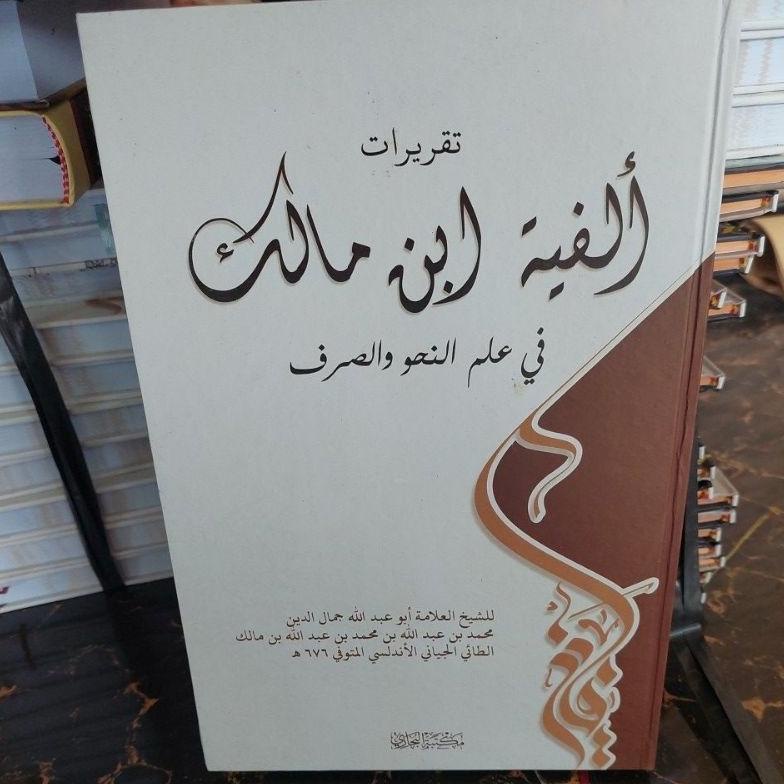 تقريرات
ألفية ابن مالك
في علم النحو والصرف
للشيخ العلامة أبو عبد الله جمال الدين
محمد بن عبد الله بن محمد بن عبد الله بن مالك
الطائي الجياني الأندلسي المتوفي ٦٧٦ هـ